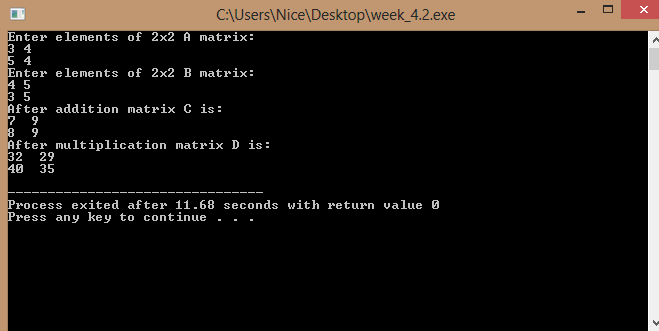 C:\Users\Nice\Desktop\week_4.2.exe
Enter elements of 2x2 A matrix:
3 4
5 4
Enter elements of 2x2 B matrix:
4 5
3 5
After addition matrix C is:
7  9
8  9
After multiplication matrix D is:
32  29
40  35
--------------------------------
Process exited after 11.68 seconds with return value 0
Press any key to continue . . .